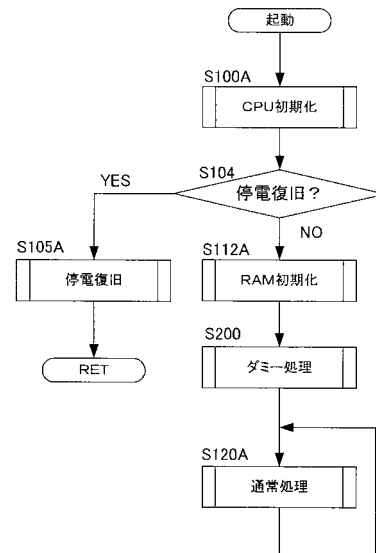 起動
S100A
CPU初期化
S104
YES
停電復旧？
NO
S105A
停電復旧
S112A
RAM初期化
RET
S200
ダミー処理
S120A
通常処理